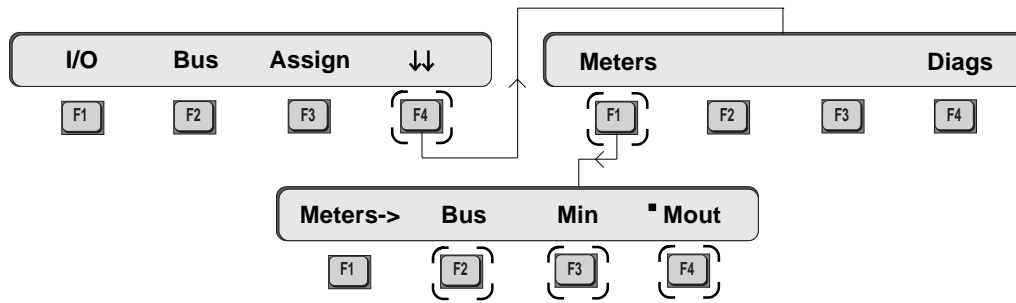 I/O Bus Assign ↓↓
F1 F2 F3 F4
Meters Diags
F1 F2 F3 F4
Meters-> Bus Min ▪Mout
F1 F2 F3 F4